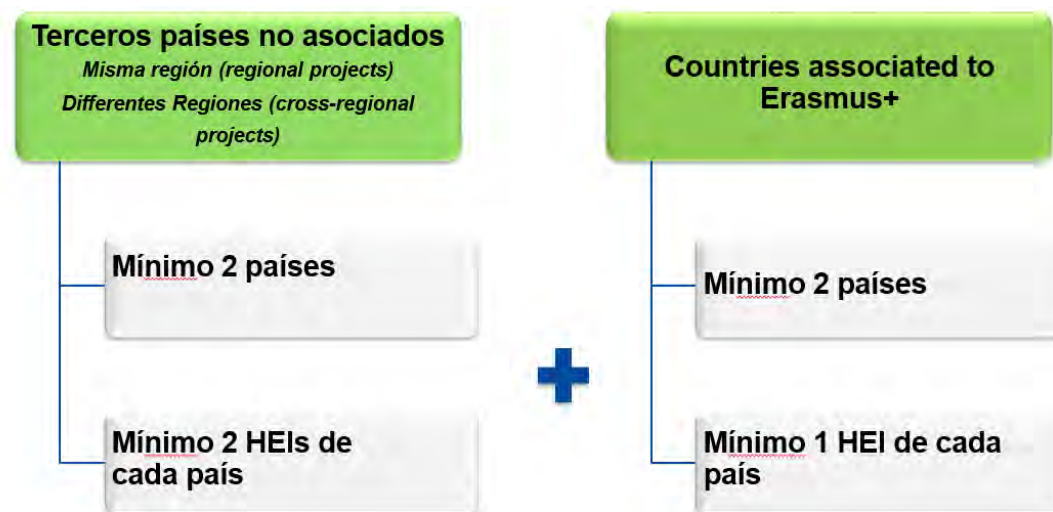 Terceros países no asociados
Misma región (regional projects)
Differentes Regiones (cross-regional
projects)
Mínimo 2 países
Mínimo 2 HEIs de
cada país
Countries associated to
Erasmus+
Mínimo 2 países
Mínimo 1 HEI de cada
país